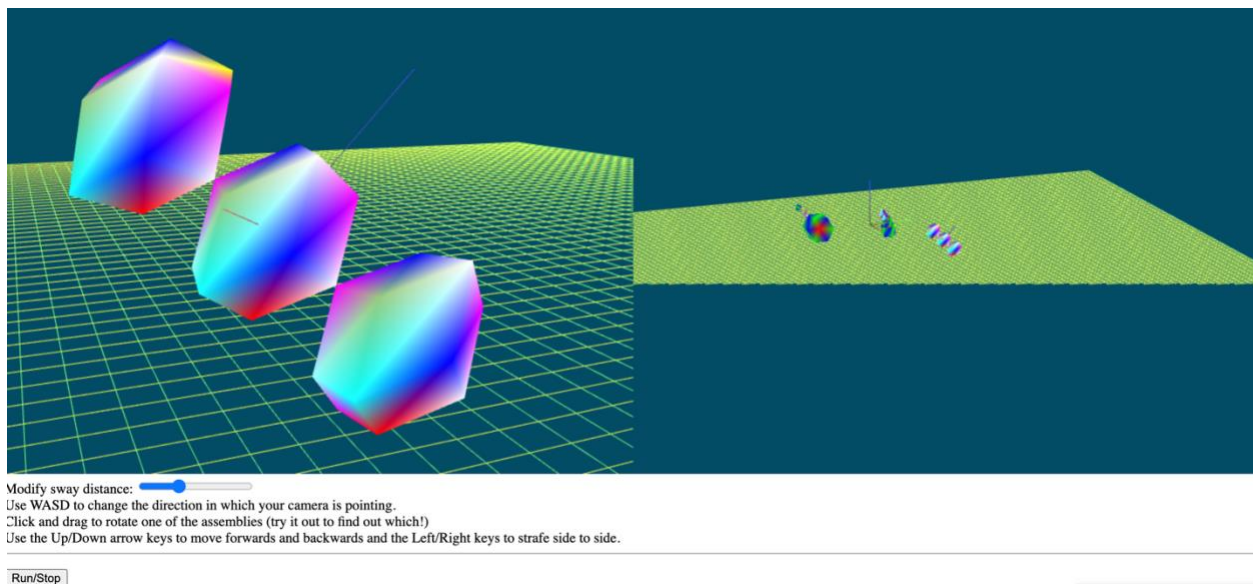 Modify sway distance:
Use WASD to change the direction in which your camera is pointing.
Click and drag to rotate one of the assemblies (try it out to find out which!)
Use the Up/Down arrow keys to move forwards and backwards and the Left/Right keys to strafe side to side.
Run/Stop